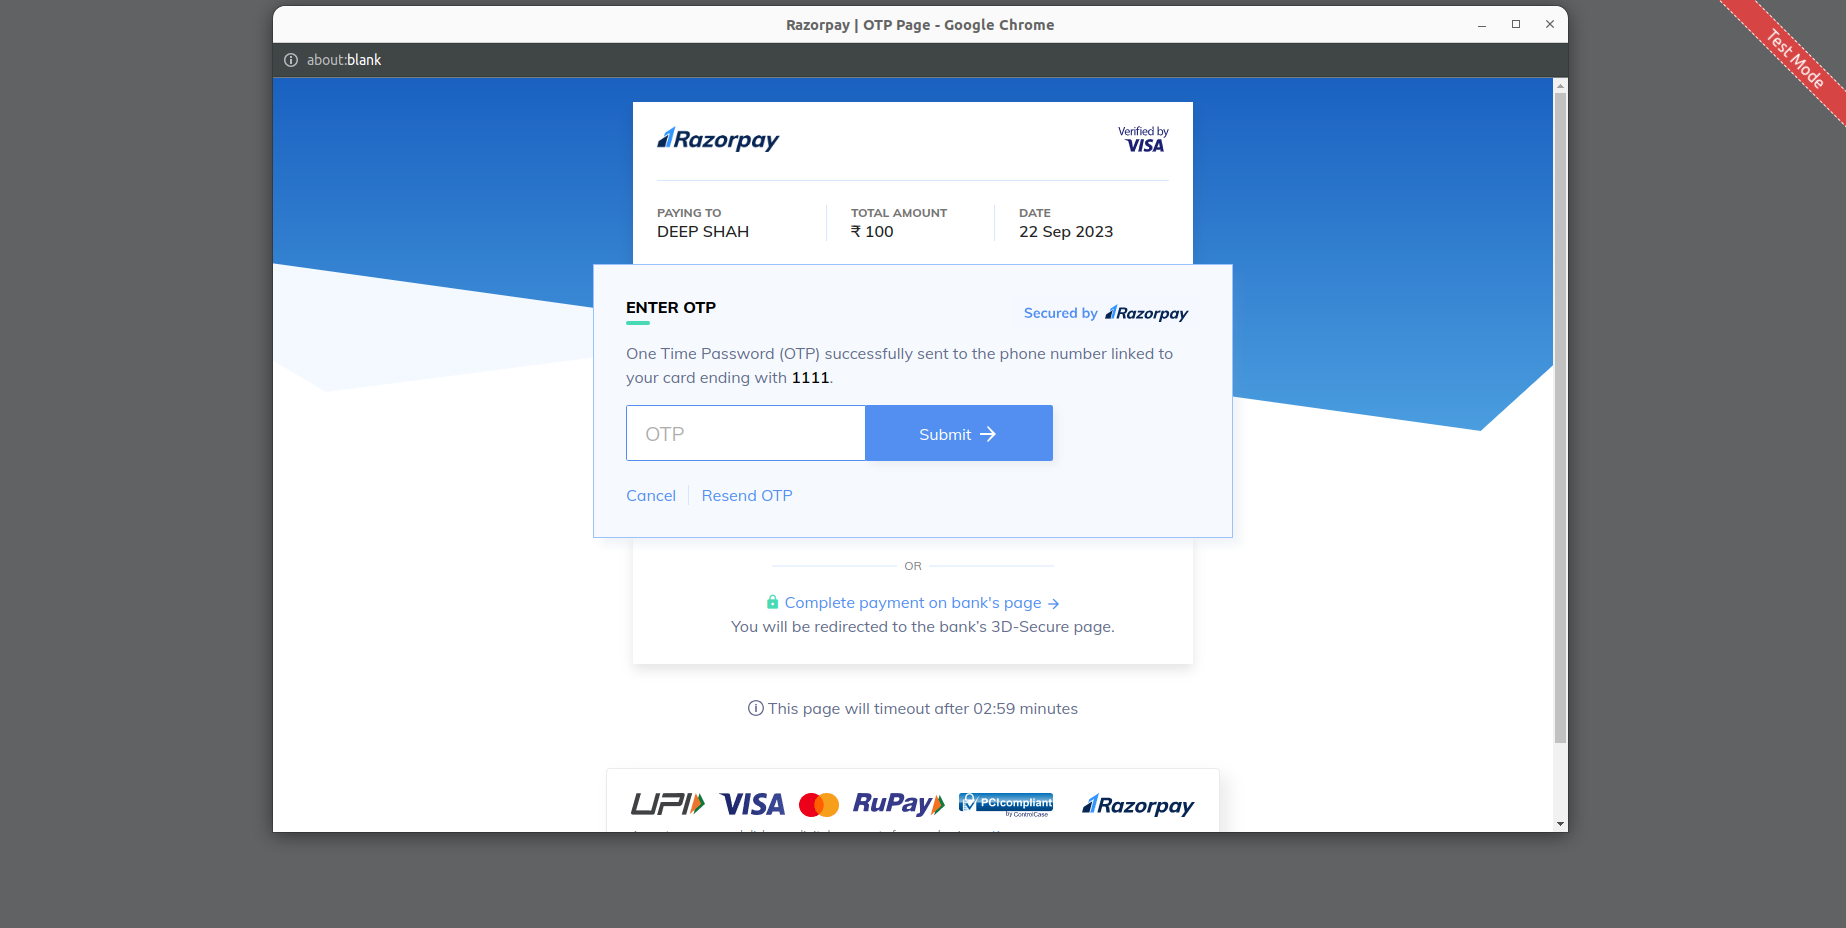 Razorpay | OTP Page - Google Chrome
about:blank
Test Mode
Razorpay
Verified by
VISA
PAYING TO
DEEP SHAH
TOTAL AMOUNT
₹ 100
DATE
22 Sep 2023
ENTER OTP
Secured by Razorpay
One Time Password (OTP) successfully sent to the phone number linked to
your card ending with 1111.
OTP
Submit
Cancel
Resend OTP
OR
Complete payment on bank's page
You will be redirected to the bank’s 3D-Secure page.
This page will timeout after 02:59 minutes
UPI VISA RuPay PCI compliant Razorpay
by ControlCase